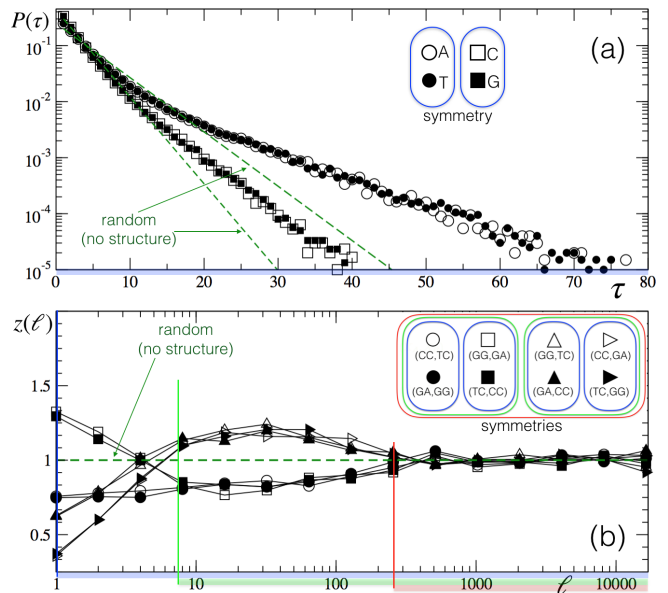 P(τ)
10⁻¹
10⁻²
10⁻³
10⁻⁴
10⁻⁵
A
C
T
G
symmetry
(a)
random
(no structure)
0 10 20 30 40 50 60 70 80
τ
z(ℓ)
random
(no structure)
1.5
1
0.5
(CC,TC) (GG,GA) (GG,TC) (CC,GA)
(GA,GG) (TC,CC) (GA,CC) (TC,GG)
symmetries
(b)
1 10 100 1000 ℓ 10000